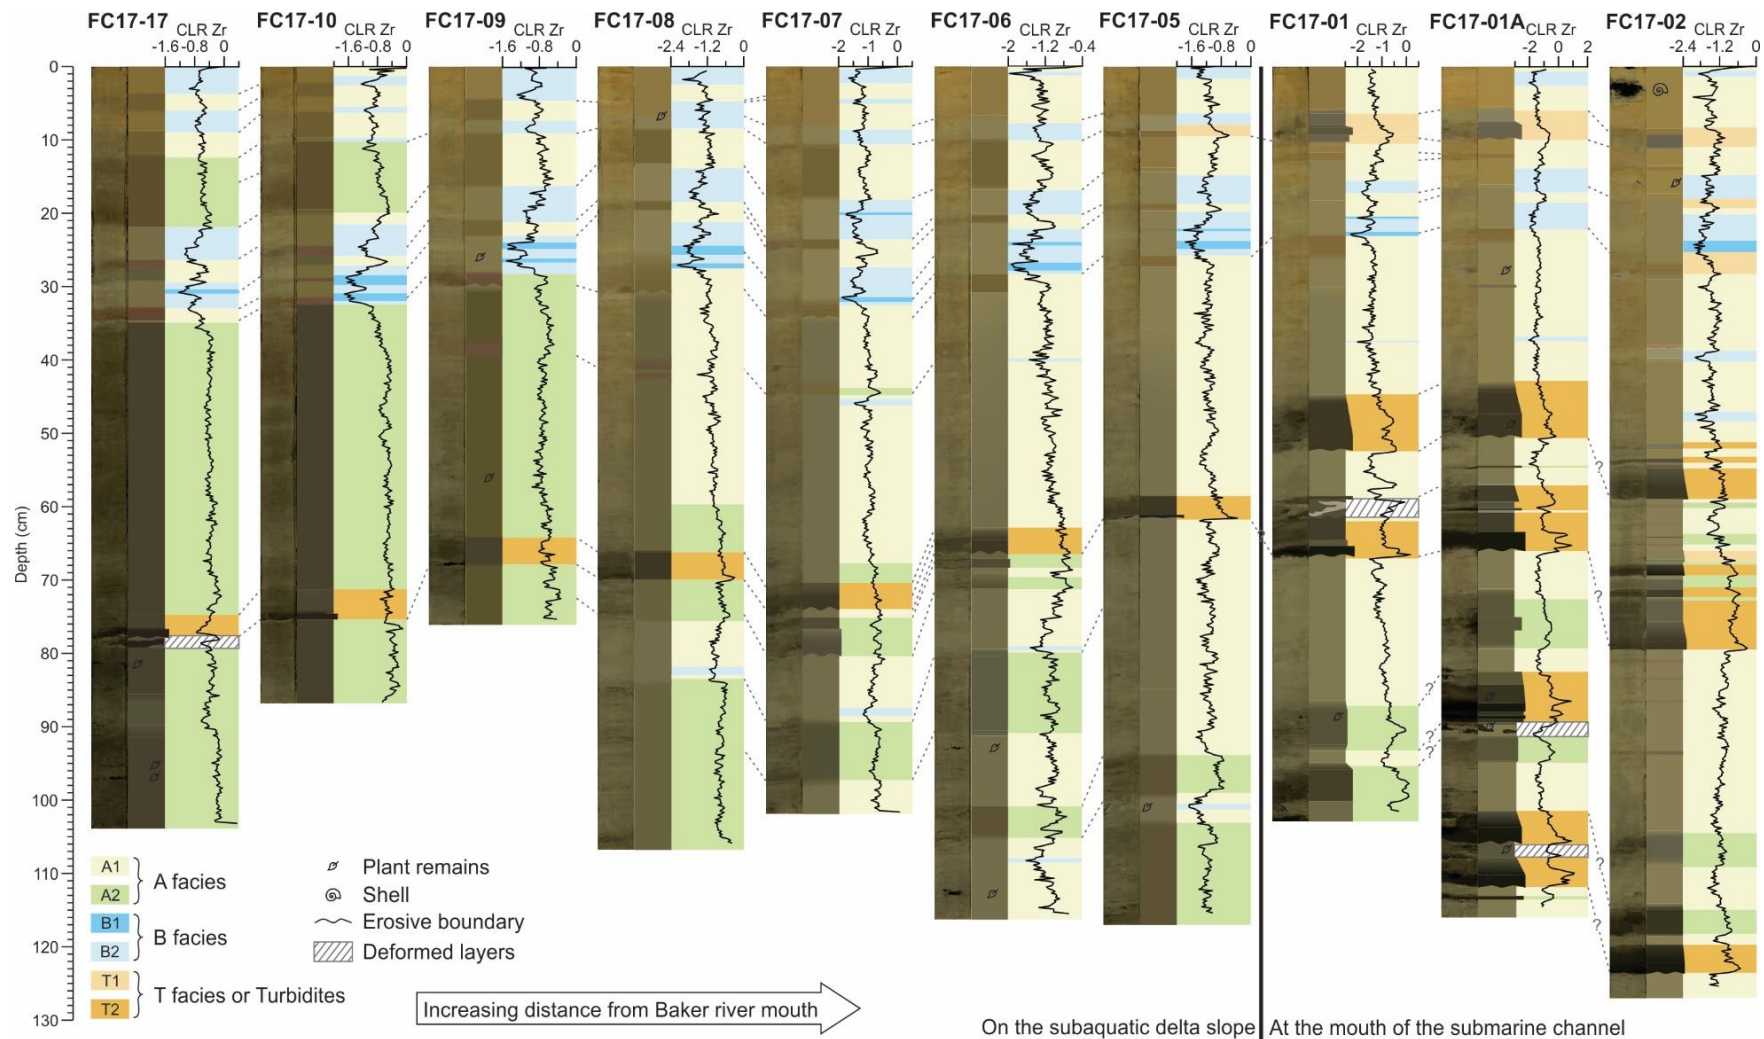 FC17-17 FC17-10 FC17-09 FC17-08 FC17-07 FC17-06 FC17-05 FC17-01 FC17-01A FC17-02
CLR Zr CLR Zr CLR Zr CLR Zr CLR Zr CLR Zr CLR Zr CLR Zr CLR Zr CLR Zr
-1.6 -0.8 0 -1.6 -0.8 0 -1.6 -0.8 0 -2.4 -1.2 0 -2 -1 0 -2 -1.2 -0.4 -1.6 -0.8 0 -2 -1 0 -2 0 2 -2.4 -1.2 0
0
10
20
30
40
50
60
70
80
90
100
110
120
130
Depth (cm)
?
?
?
?
?
?
?
?
?
?
A1
A2
A facies
B1
B2
B facies
T1
T2
T facies or Turbidites
Plant remains
Shell
Erosive boundary
Deformed layers
Increasing distance from Baker river mouth
On the subaquatic delta slope
At the mouth of the submarine channel